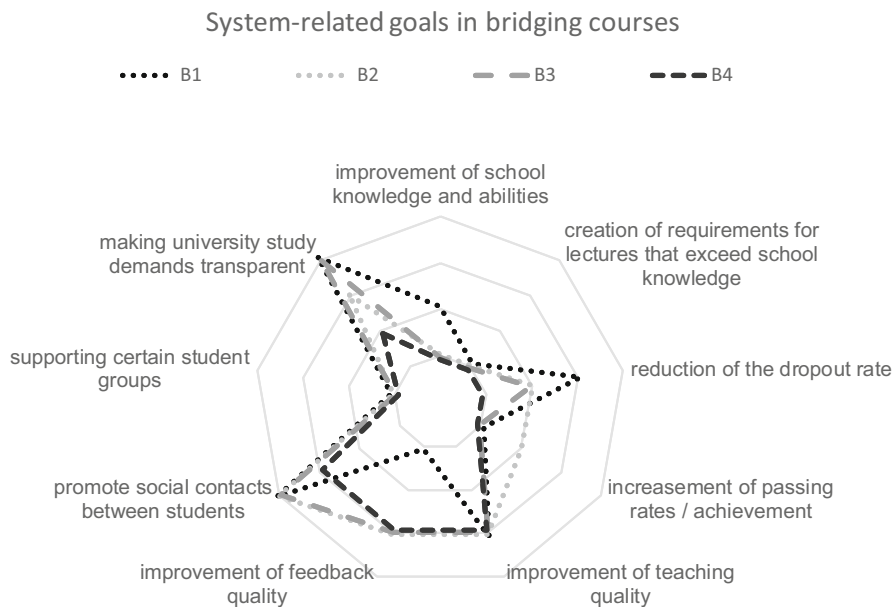 System-related goals in bridging courses
B1
B2
B3
B4
improvement of school
knowledge and abilities
creation of requirements for
lectures that exceed school
knowledge
making university study
demands transparent
supporting certain student
groups
reduction of the dropout rate
promote social contacts
between students
increasement of passing
rates / achievement
improvement of feedback
quality
improvement of teaching
quality